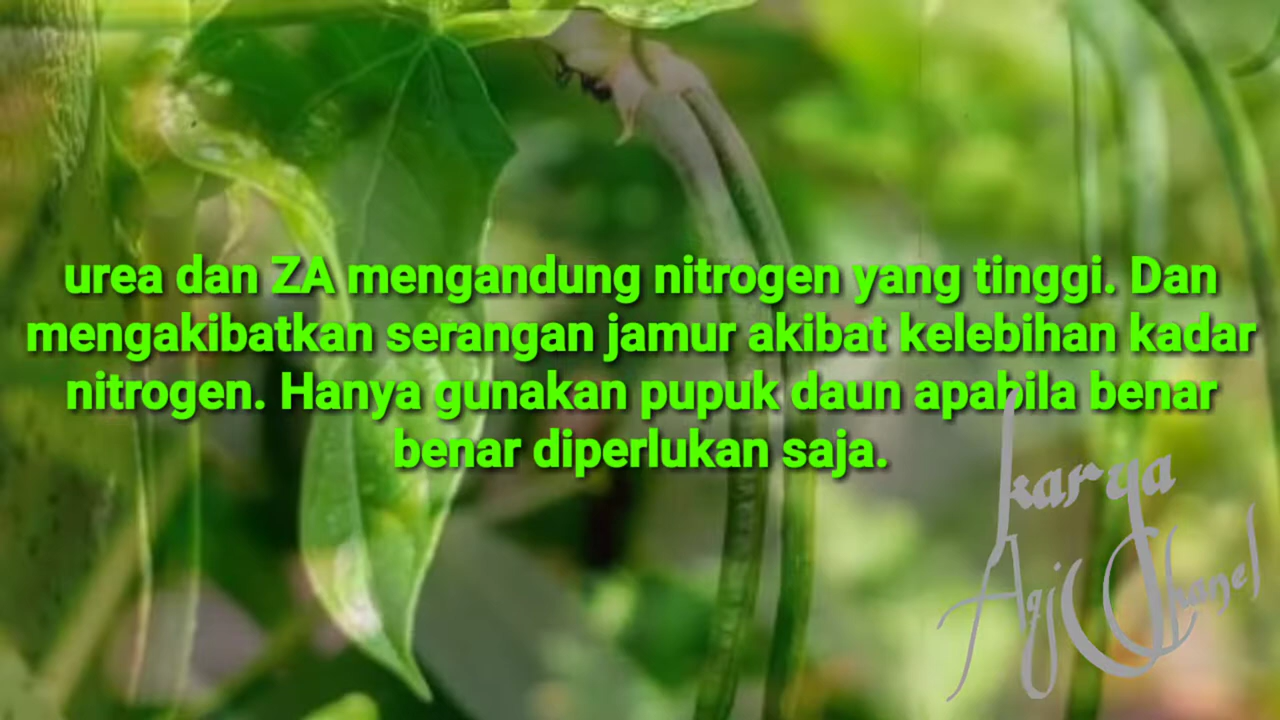 urea dan ZA mengandung nitrogen yang tinggi. Dan
mengakibatkan serangan jamur akibat kelebihan kadar
nitrogen. Hanya gunakan pupuk daun apabila benar
benar diperlukan saja.
karya
Aqj Chanel